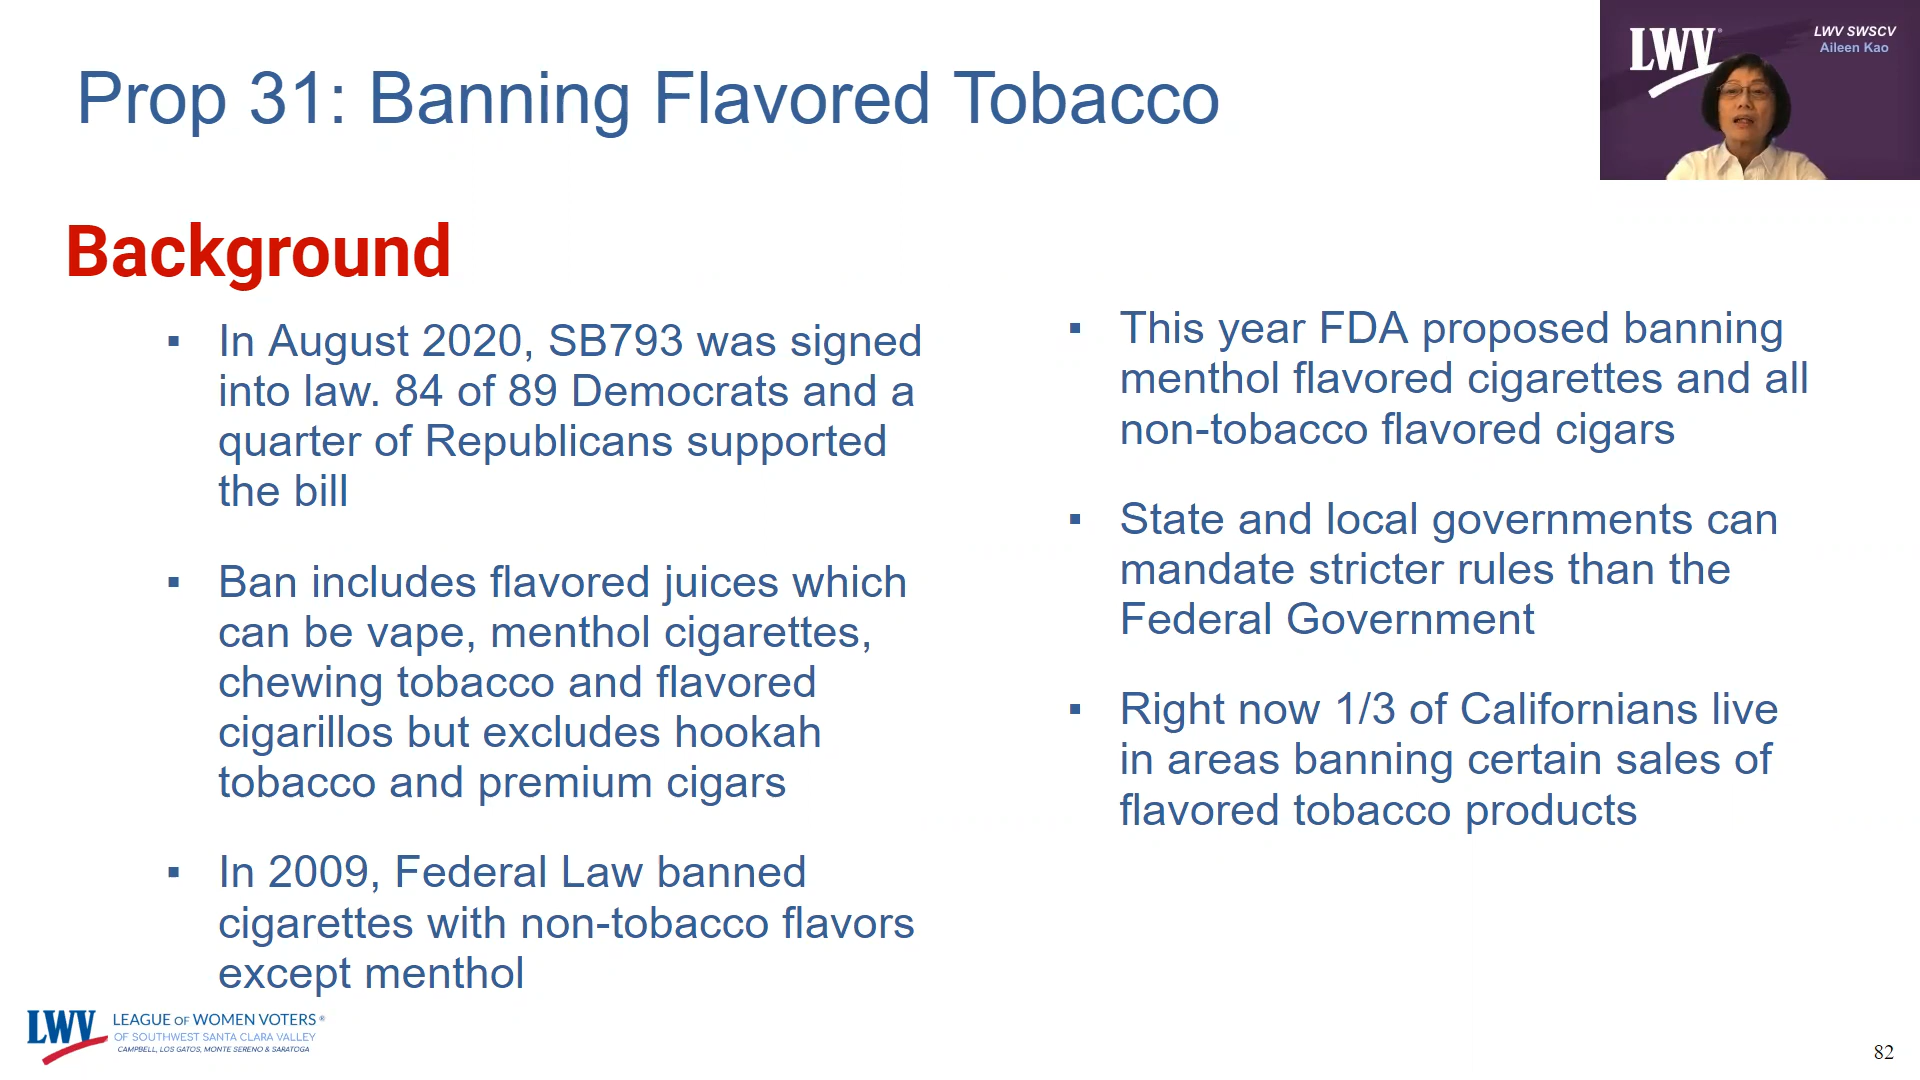 Prop 31: Banning Flavored Tobacco
LWV
LWV SWSCV
Aileen Kao
Background
▪ In August 2020, SB793 was signed
into law. 84 of 89 Democrats and a
quarter of Republicans supported
the bill
▪ Ban includes flavored juices which
can be vape, menthol cigarettes,
chewing tobacco and flavored
cigarillos but excludes hookah
tobacco and premium cigars
▪ In 2009, Federal Law banned
cigarettes with non-tobacco flavors
except menthol
▪ This year FDA proposed banning
menthol flavored cigarettes and all
non-tobacco flavored cigars
▪ State and local governments can
mandate stricter rules than the
Federal Government
▪ Right now 1/3 of Californians live
in areas banning certain sales of
flavored tobacco products
LWV
LEAGUE OF WOMEN VOTERS®
OF SOUTHWEST SANTA CLARA VALLEY
CAMPBELL, LOS GATOS, MONTE SERENO & SARATOGA
82